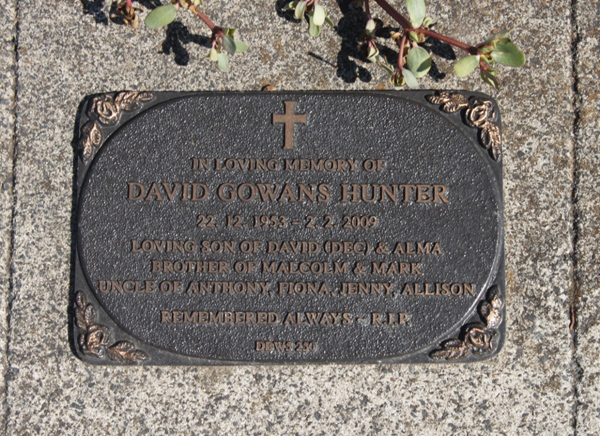 IN LOVING MEMORY OF
DAVID GOWANS HUNTER
22. 12. 1953 - 2. 2. 2009
LOVING SON OF DAVID (DEC) & ALMA
BROTHER OF MALCOLM & MARK
UNCLE OF ANTHONY, FIONA, JENNY, ALLISON
REMEMBERED ALWAYS - R.I.P.